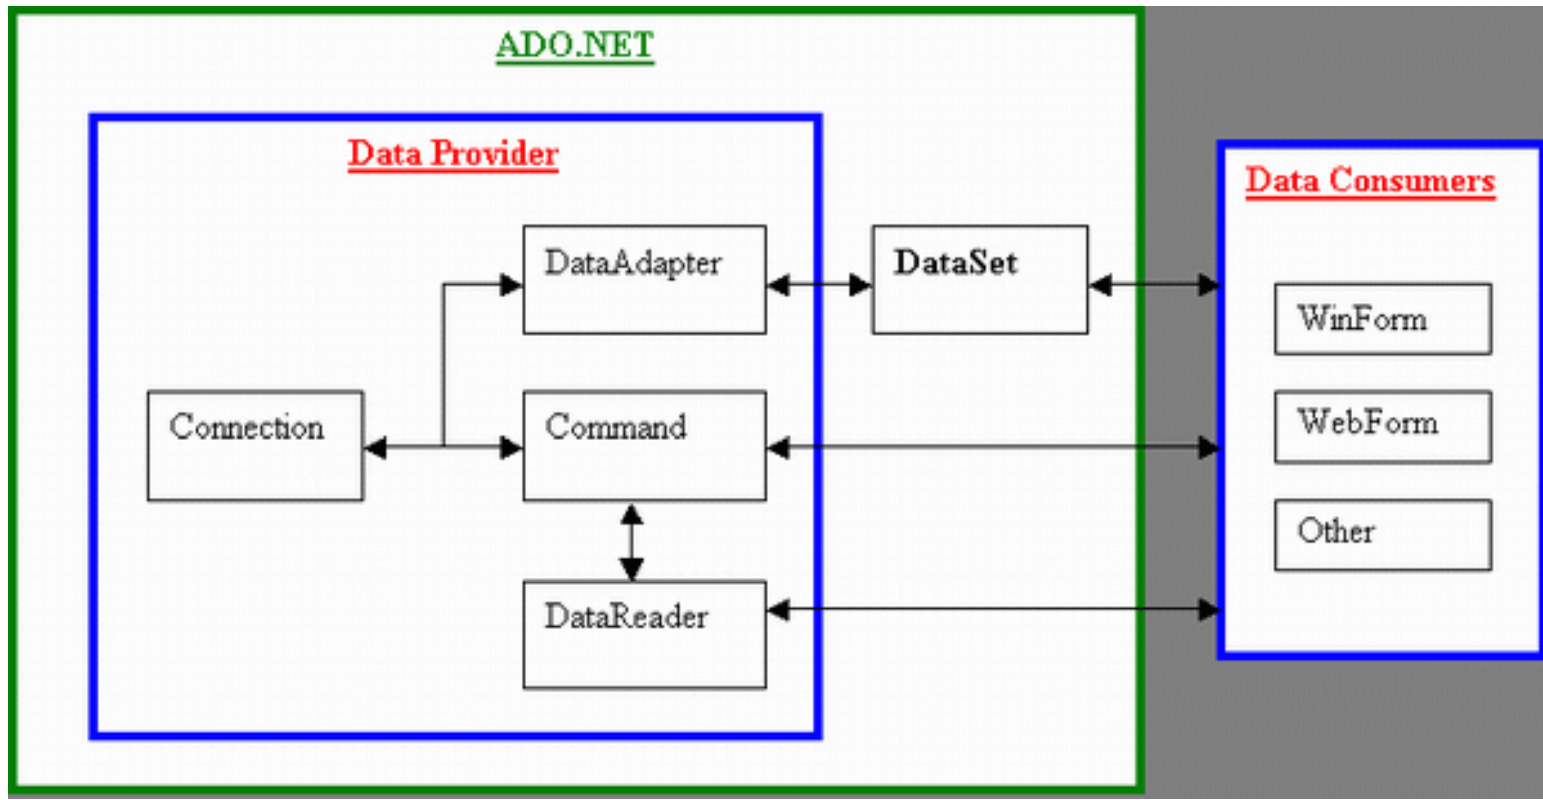 ADO.NET
Data Provider
Data Consumers
DataAdapter
DataSet
WinForm
Connection
Command
WebForm
Other
DataReader